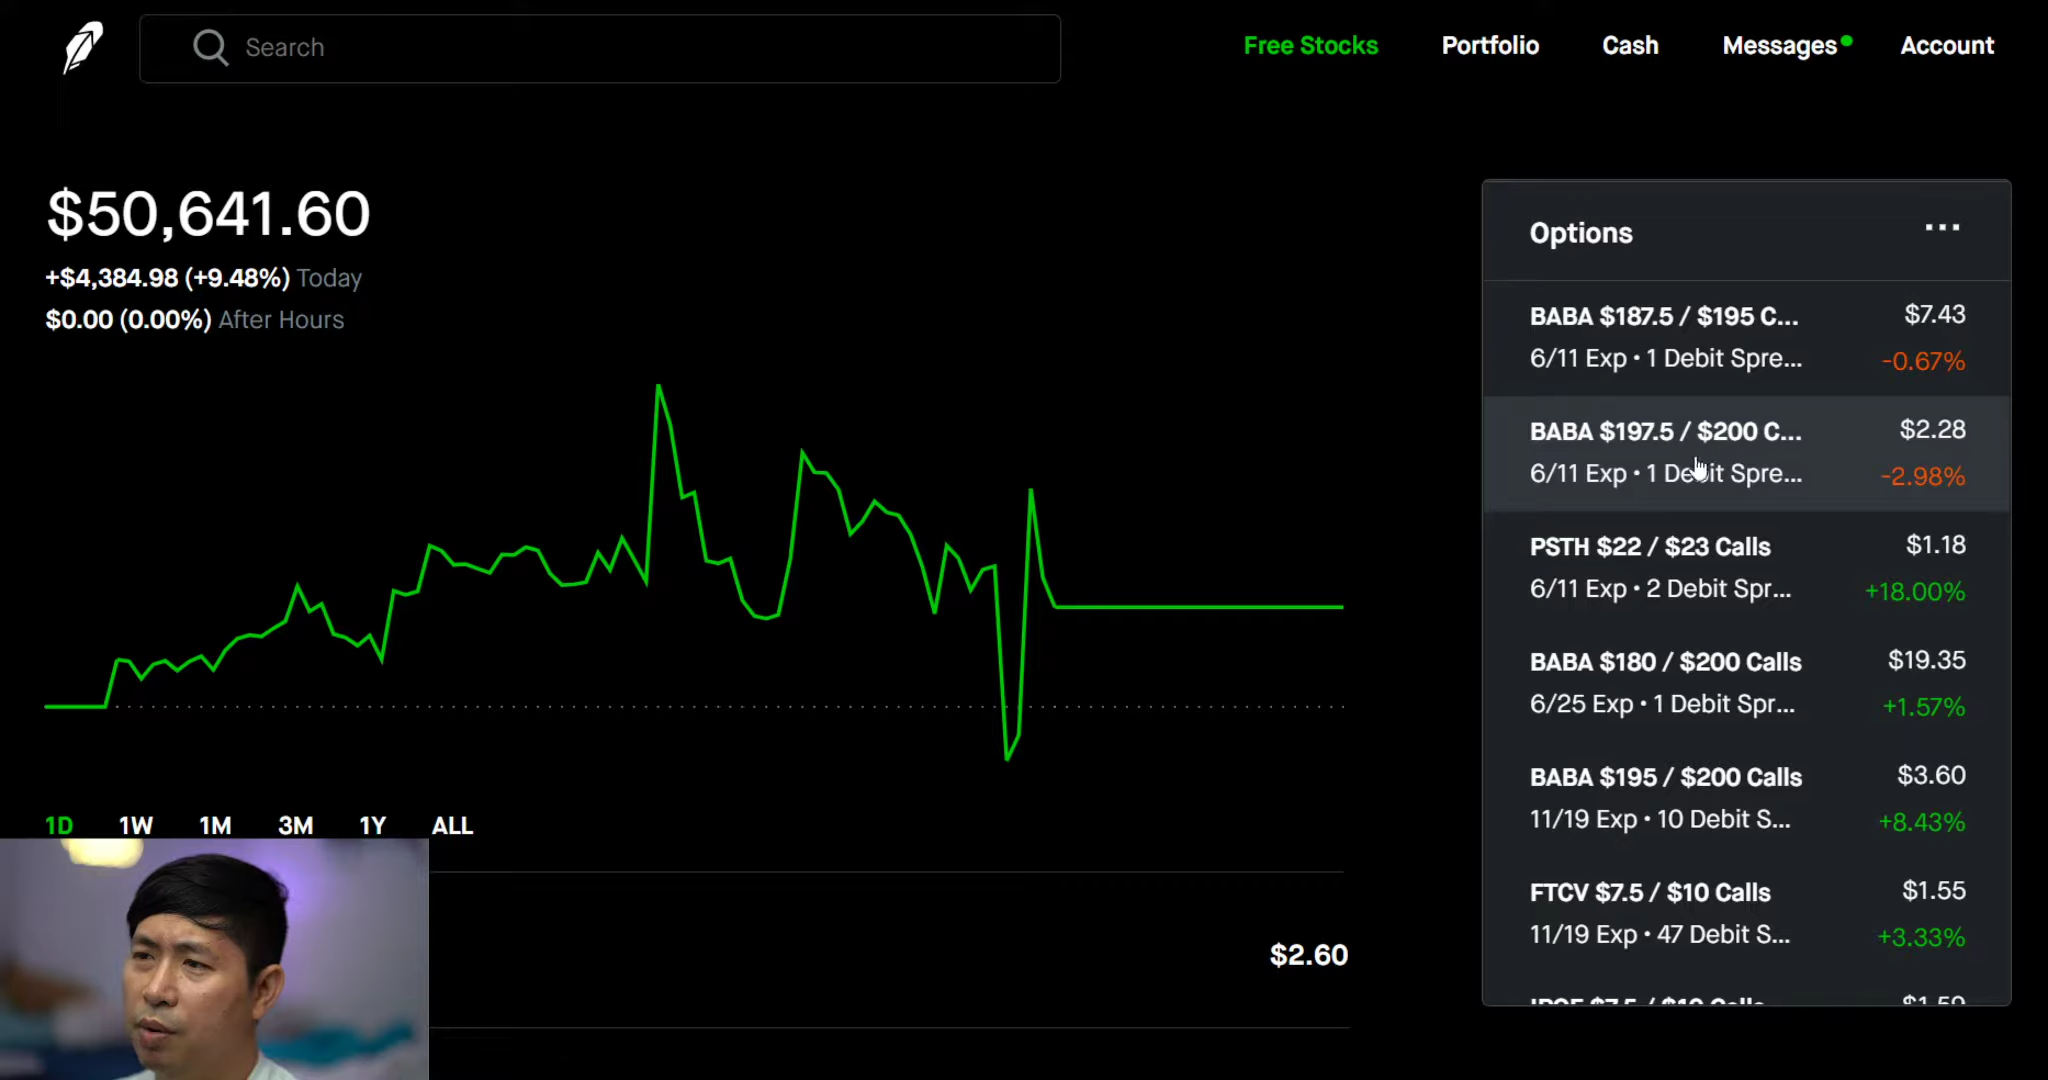 Search
Free Stocks
Portfolio
Cash
Messages
Account
$50,641.60
+$4,384.98 (+9.48%) Today
$0.00 (0.00%) After Hours
1D
1W
1M
3M
1Y
ALL
$2.60
Options
BABA $187.5 / $195 C... $7.43
6/11 Exp • 1 Debit Spre... -0.67%
BABA $197.5 / $200 C... $2.28
6/11 Exp • 1 Debit Spre... -2.98%
PSTH $22 / $23 Calls $1.18
6/11 Exp • 2 Debit Spr... +18.00%
BABA $180 / $200 Calls $19.35
6/25 Exp • 1 Debit Spr... +1.57%
BABA $195 / $200 Calls $3.60
11/19 Exp • 10 Debit S... +8.43%
FTCV $7.5 / $10 Calls $1.55
11/19 Exp • 47 Debit S... +3.33%